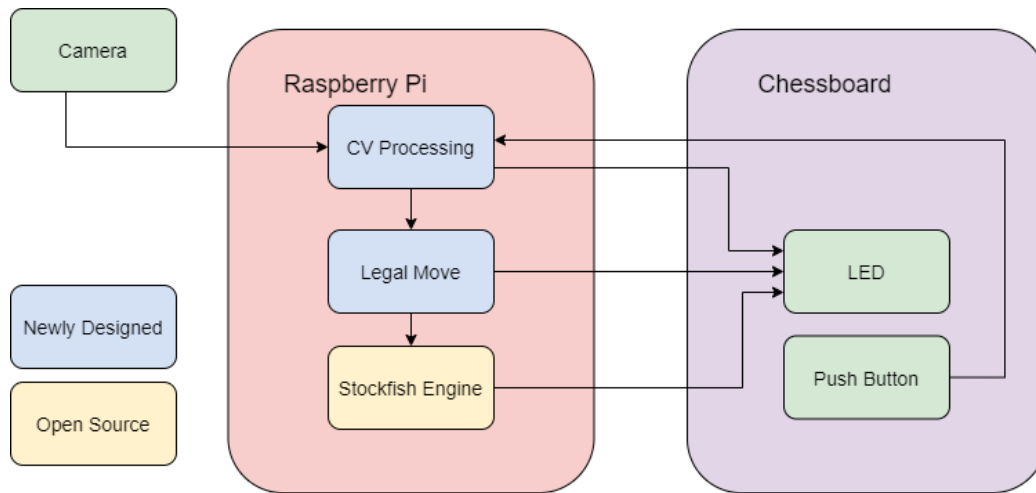 Camera
Raspberry Pi
Chessboard
CV Processing
Legal Move
LED
Newly Designed
Stockfish Engine
Push Button
Open Source